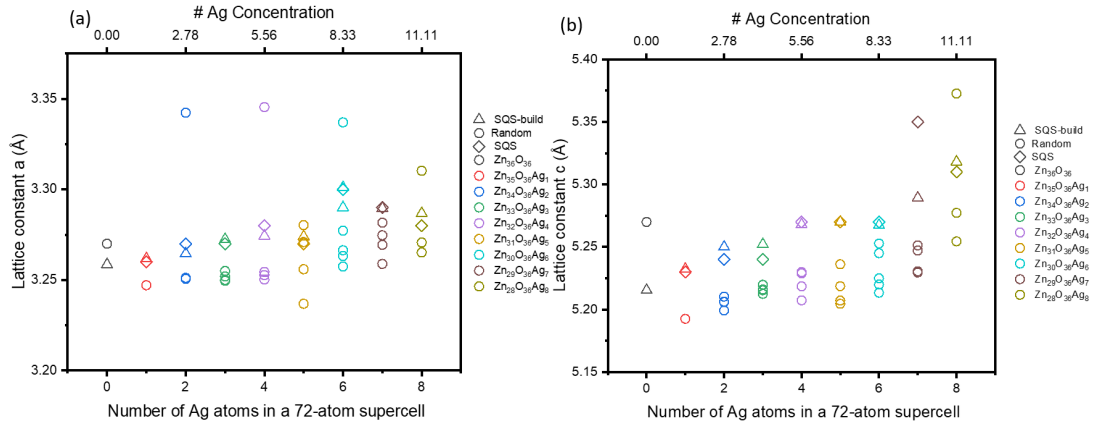 (a)
# Ag Concentration
0.00 2.78 5.56 8.33 11.11
Lattice constant a (Å)
3.35
3.30
3.25
3.20
0 2 4 6 8
Number of Ag atoms in a 72-atom supercell
SQS-build
Random
SQS
Zn₃₆O₃₆
Zn₃₅O₃₆Ag₁
Zn₃₄O₃₆Ag₂
Zn₃₃O₃₆Ag₃
Zn₃₂O₃₆Ag₄
Zn₃₁O₃₆Ag₅
Zn₃₀O₃₆Ag₆
Zn₂₉O₃₆Ag₇
Zn₂₈O₃₆Ag₈
(b)
# Ag Concentration
0.00 2.78 5.56 8.33 11.11
Lattice constant c (Å)
5.40
5.35
5.30
5.25
5.20
5.15
0 2 4 6 8
Number of Ag atoms in a 72-atom supercell
SQS-build
Random
SQS
Zn₃₆O₃₆
Zn₃₅O₃₆Ag₁
Zn₃₄O₃₆Ag₂
Zn₃₃O₃₆Ag₃
Zn₃₂O₃₆Ag₄
Zn₃₁O₃₆Ag₅
Zn₃₀O₃₆Ag₆
Zn₂₉O₃₆Ag₇
Zn₂₈O₃₆Ag₈